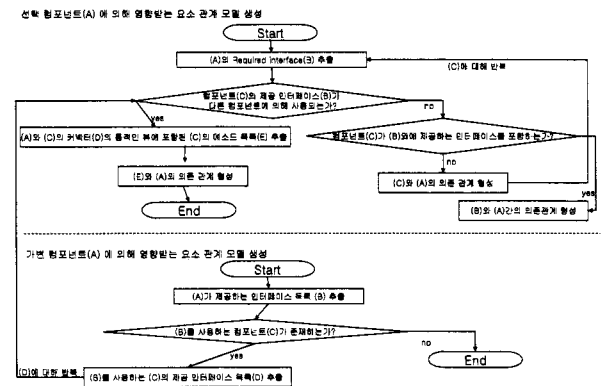 선택 컴포넌트(A) 에 의해 영향받는 요소 관계 모델 생성
Start
(A)의 Required Interface(B) 추출
(C)에 대해 반복
컴포넌트(C)의 제공 인터페이스(B)가
다른 컴포넌트에 의해 사용되는가?
yes
no
(A)와 (C)의 커넥터(D)의 동적인 뷰에 포함된 (C)의 메소드 목록(E) 추출
컴포넌트(C)가 (B)외에 제공하는 인터페이스를 포함하는가?
no
(E)와 (A)의 의존 관계 형성
(C)와 (A)의 의존 관계 형성
yes
End
(B)와 (A)간의 의존관계 형성
가변 컴포넌트(A) 에 의해 영향받는 요소 관계 모델 생성
Start
(A)가 제공하는 인터페이스 목록 (B) 추출
(B)를 사용하는 컴포넌트(C)가 존재하는가?
no
yes
End
(D)에 대한 반복
(B)를 사용하는 (C)의 제공 인터페이스 목록(D) 추출